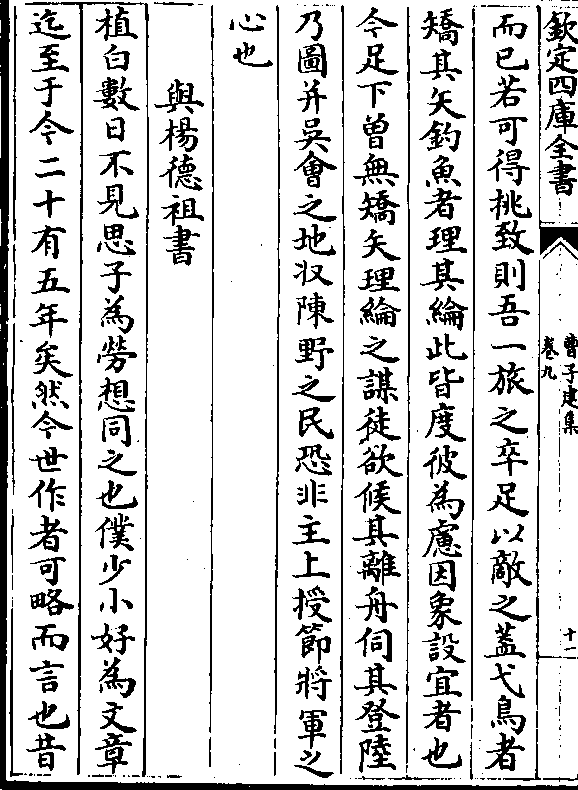 欽定四庫全書
曹子建集
卷九
十一
而已若可得挑致則吾一旅之卒足以敵之蓋弋鳥者
矯其矢釣魚者理其綸此皆度彼為慮因象設宜者也
今足下曽無矯矢理綸之謀徒欲候其離舟伺其登陸
乃圖并吳會之地收陳野之民恐非主上授節將軍之
心也
與楊德祖書
植白數日不見思子為勞想同之也僕少小好為文章
迄至于今二十有五年矣然今世作者可略而言也昔